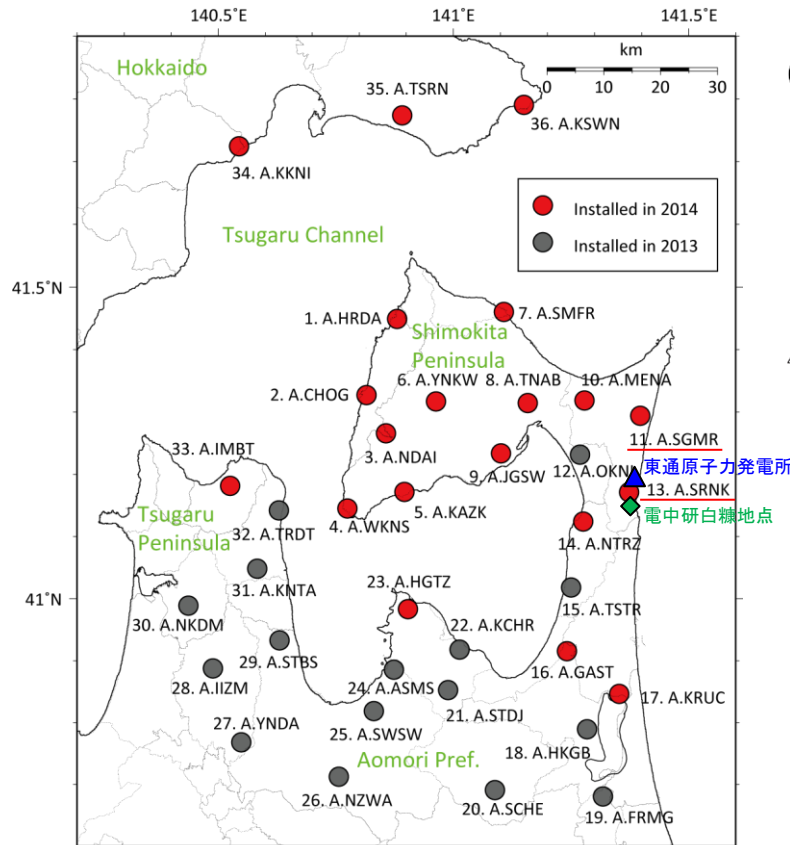 140.5°E
141°E
141.5°E
Hokkaido
km
0 10 20 30
35. A.TSRN
36. A.KSWN
34. A.KKNI
Installed in 2014
Installed in 2013
Tsugaru Channel
41.5°N
1. A.HRDA
7. A.SMFR
Shimokita
Peninsula
6. A.YNKW
8. A.TNAB
10. A.MENA
2. A.CHOG
11. A.SGMR
3. A.NDAI
33. A.IMBT
9. A.JGSW
12. A.OKNI
東通原子力発電所
13. A.SRNK
5. A.KAZK
4. A.WKNS
電中研白糠地点
Tsugaru
Peninsula
32. A.TRDT
14. A.NTRZ
31. A.KNTA
23. A.HGTZ
41°N
15. A.TSTR
30. A.NKDM
22. A.KCHR
29. A.STBS
16. A.GAST
28. A.IIZM
24. A.ASMS
17. A.KRUC
21. A.STDJ
27. A.YNDA
25. A.SWSW
18. A.HKGB
Aomori Pref.
26. A.NZWA
20. A.SCHE
19. A.FRMG